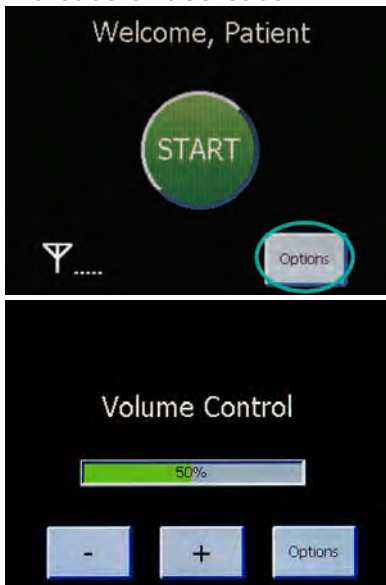 Welcome, Patient
START
.....
Options
Volume Control
50%
- + Options